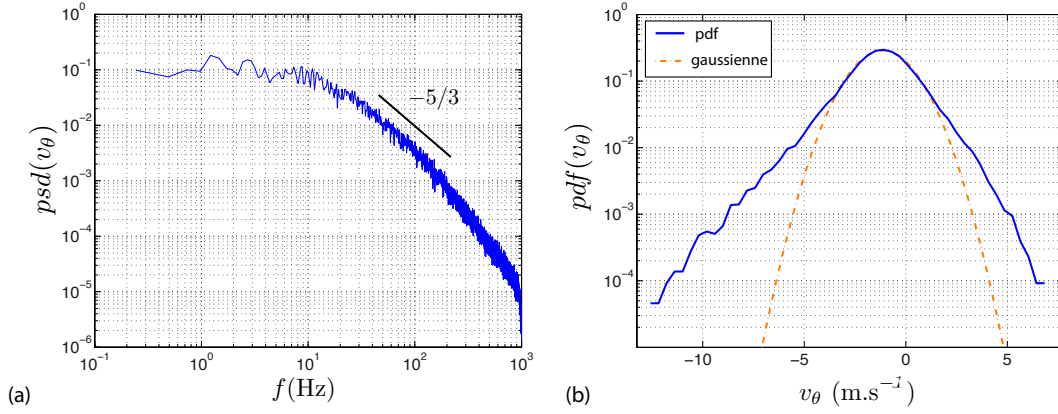 10^0
10^-1
10^-2
10^-3
10^-4
10^-5
10^-6
psd(v_θ)
-5/3
10^-1 10^0 10^1 10^2 10^3
f(Hz)
(a)
10^0
10^-1
10^-2
10^-3
10^-4
pdf(v_θ)
pdf
gaussienne
−10 −5 0 5
v_θ (m.s^-1)
(b)